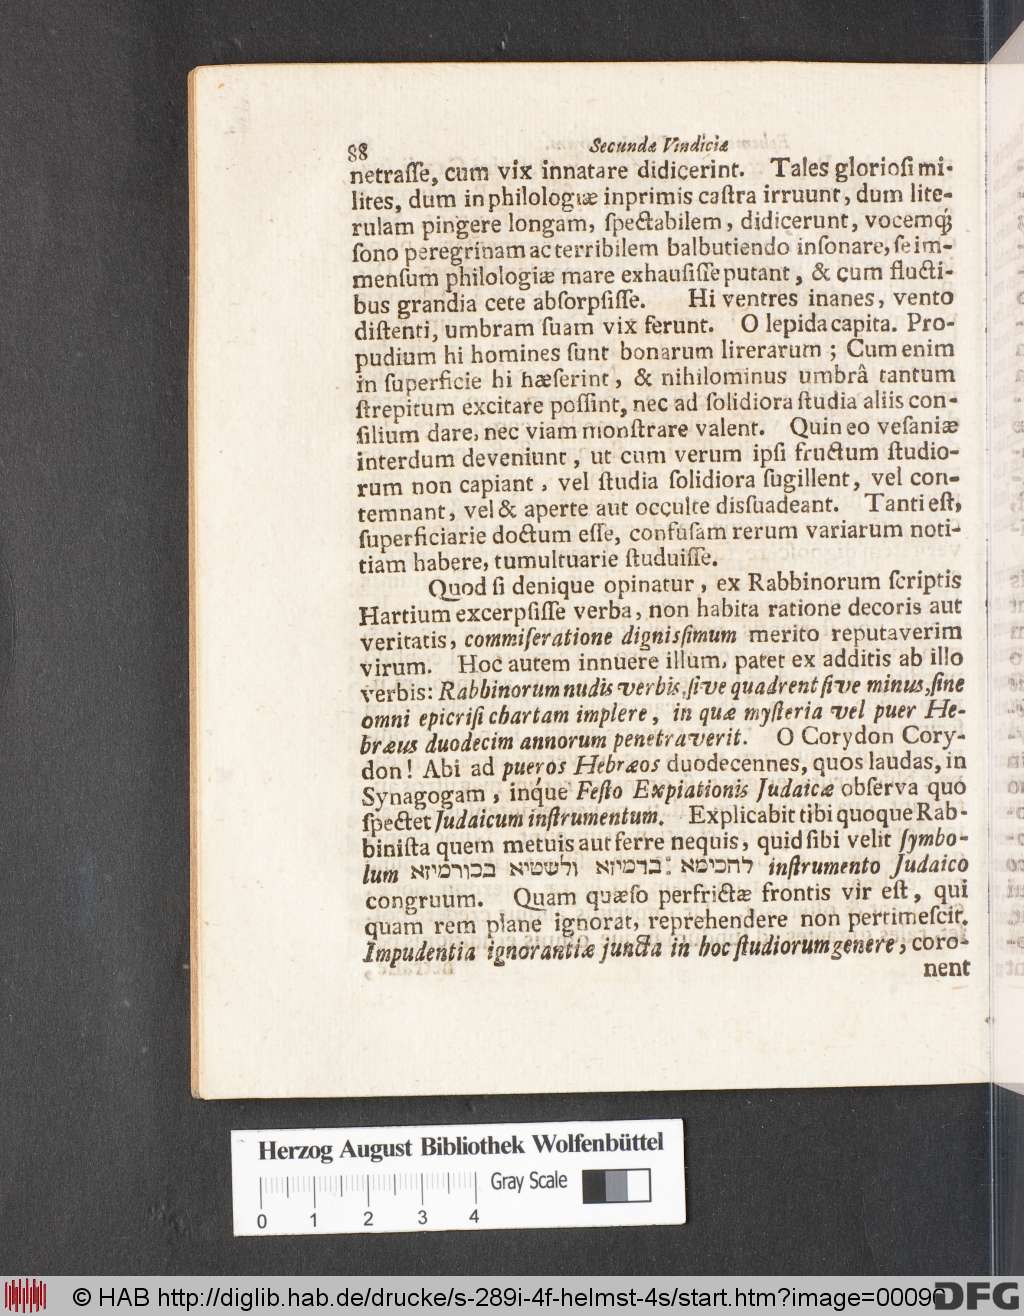 88 Secundæ Vindiciæ
netraſſe, cum vix innatare didicerint. Tales glorioſi mi-
lites, dum in philologiæ inprimis caſtra irruunt, dum lite-
rulam pingere longam, ſpectabilem, didicerunt, vocemq́;
ſono peregrinam ac terribilem balbutiendo inſonare, ſe im-
menſum philologiæ mare exhauſiſſe putant, & cum flucti-
bus grandia cete abſorpſiſſe. Hi ventres inanes, vento
diſtenti, umbram ſuam vix ferunt. O lepida capita. Pro-
pudium hi homines ſunt bonarum lirerarum; Cum enim
in ſuperficie hi hæſerint, & nihilominus umbrâ tantum
ſtrepitum excitare poſſint, nec ad ſolidiora ſtudia aliis con-
ſilium dare, nec viam monſtrare valent. Quin eo veſaniæ
interdum deveniunt, ut cum verum ipſi fructum ſtudio-
rum non capiant, vel ſtudia ſolidiora ſugillent, vel con-
temnant, vel & aperte aut occulte disſuadeant. Tanti eſt,
ſuperficiarie doctum eſſe, confuſam rerum variarum noti-
tiam habere, tumultuarie ſtuduiſſe.
Quod ſi denique opinatur, ex Rabbinorum ſcriptis
Hartium excerpſiſſe verba, non habita ratione decoris aut
veritatis, commiſeratione dignisſimum merito reputaverim
virum. Hoc autem innuere illum, patet ex additis ab illo
verbis: Rabbinorum nudis verbis, ſive quadrent ſive minus, ſine
omni epicriſi chartam implere, in quæ myſteria vel puer He-
bræus duodecim annorum penetraverit. O Corydon Cory-
don! Abi ad pueros Hebræos duodecennes, quos laudas, in
Synagogam, inq́ue Feſto Expiationis Judaicæ obſerva quo
ſpectet Judaicum inſtrumentum. Explicabit tibi quoque Rab-
biniſta quem metuis aut ferre nequis, quid ſibi velit ſymbo-
lum לחכימא בדמיזא: ולשטיא בכורמיזא inſtrumento Judaico
congruum. Quam quæſo perfrictæ frontis vir eſt, qui
quam rem plane ignorat, reprehendere non pertimeſcit.
Impudentia ignorantiæ juncta in hoc ſtudiorum genere, coro-
nent
Herzog August Bibliothek Wolfenbüttel
Gray Scale
0 1 2 3 4
© HAB http://diglib.hab.de/drucke/s-289i-4f-helmst-4s/start.htm?image=00090
DFG